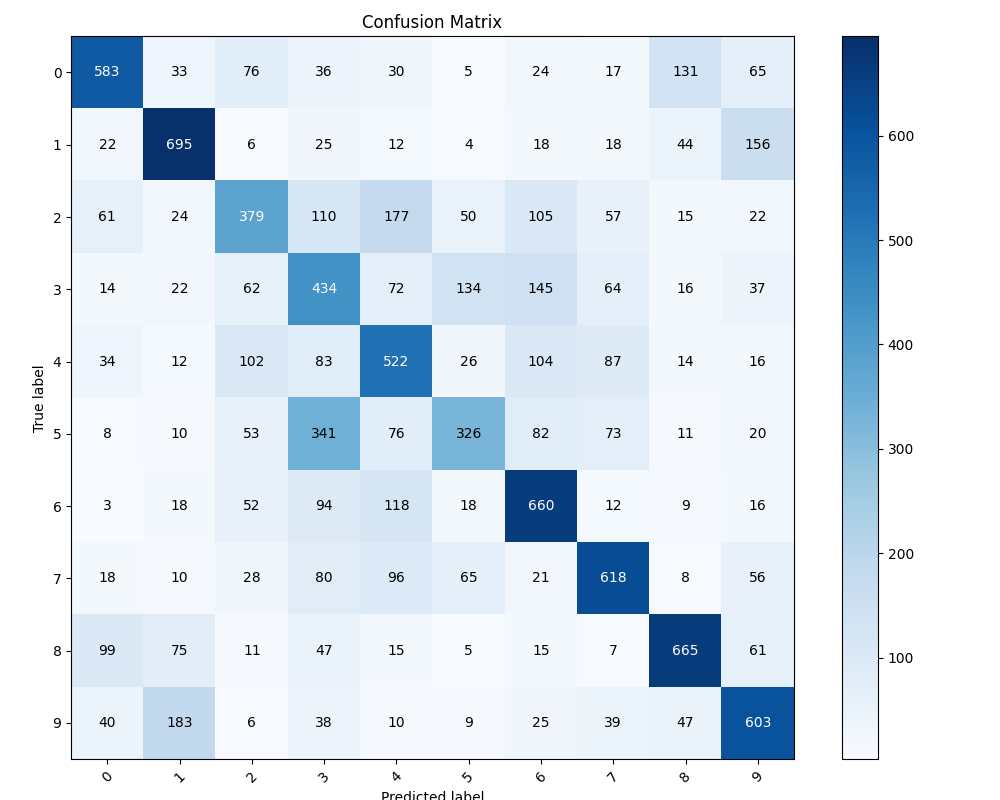 Confusion Matrix
0 583 33 76 36 30 5 24 17 131 65
1 22 695 6 25 12 4 18 18 44 156
600
2 61 24 379 110 177 50 105 57 15 22
500
3 14 22 62 434 72 134 145 64 16 37
400
4 34 12 102 83 522 26 104 87 14 16
True label
5 8 10 53 341 76 326 82 73 11 20
300
6 3 18 52 94 118 18 660 12 9 16
200
7 18 10 28 80 96 65 21 618 8 56
8 99 75 11 47 15 5 15 7 665 61
100
9 40 183 6 38 10 9 25 39 47 603
0 1 2 3 4 5 6 7 8 9
Predicted label